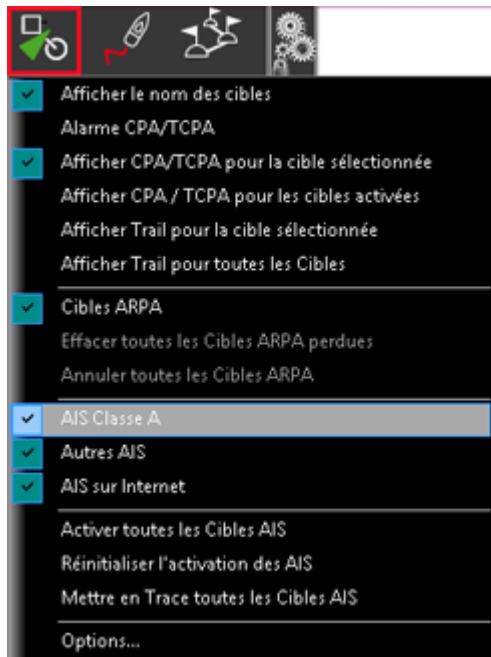 Afficher le nom des cibles
Alarme CPA/TCPA
Afficher CPA/TCPA pour la cible sélectionnée
Afficher CPA / TCPA pour les cibles activées
Afficher Trail pour la cible sélectionnée
Afficher Trail pour toutes les Cibles
Cibles ARPA
Effacer toutes les Cibles ARPA perdues
Annuler toutes les Cibles ARPA
AIS Classe A
Autres AIS
AIS sur Internet
Activer toutes les Cibles AIS
Réinitialiser l'activation des AIS
Mettre en Trace toutes les Cibles AIS
Options...